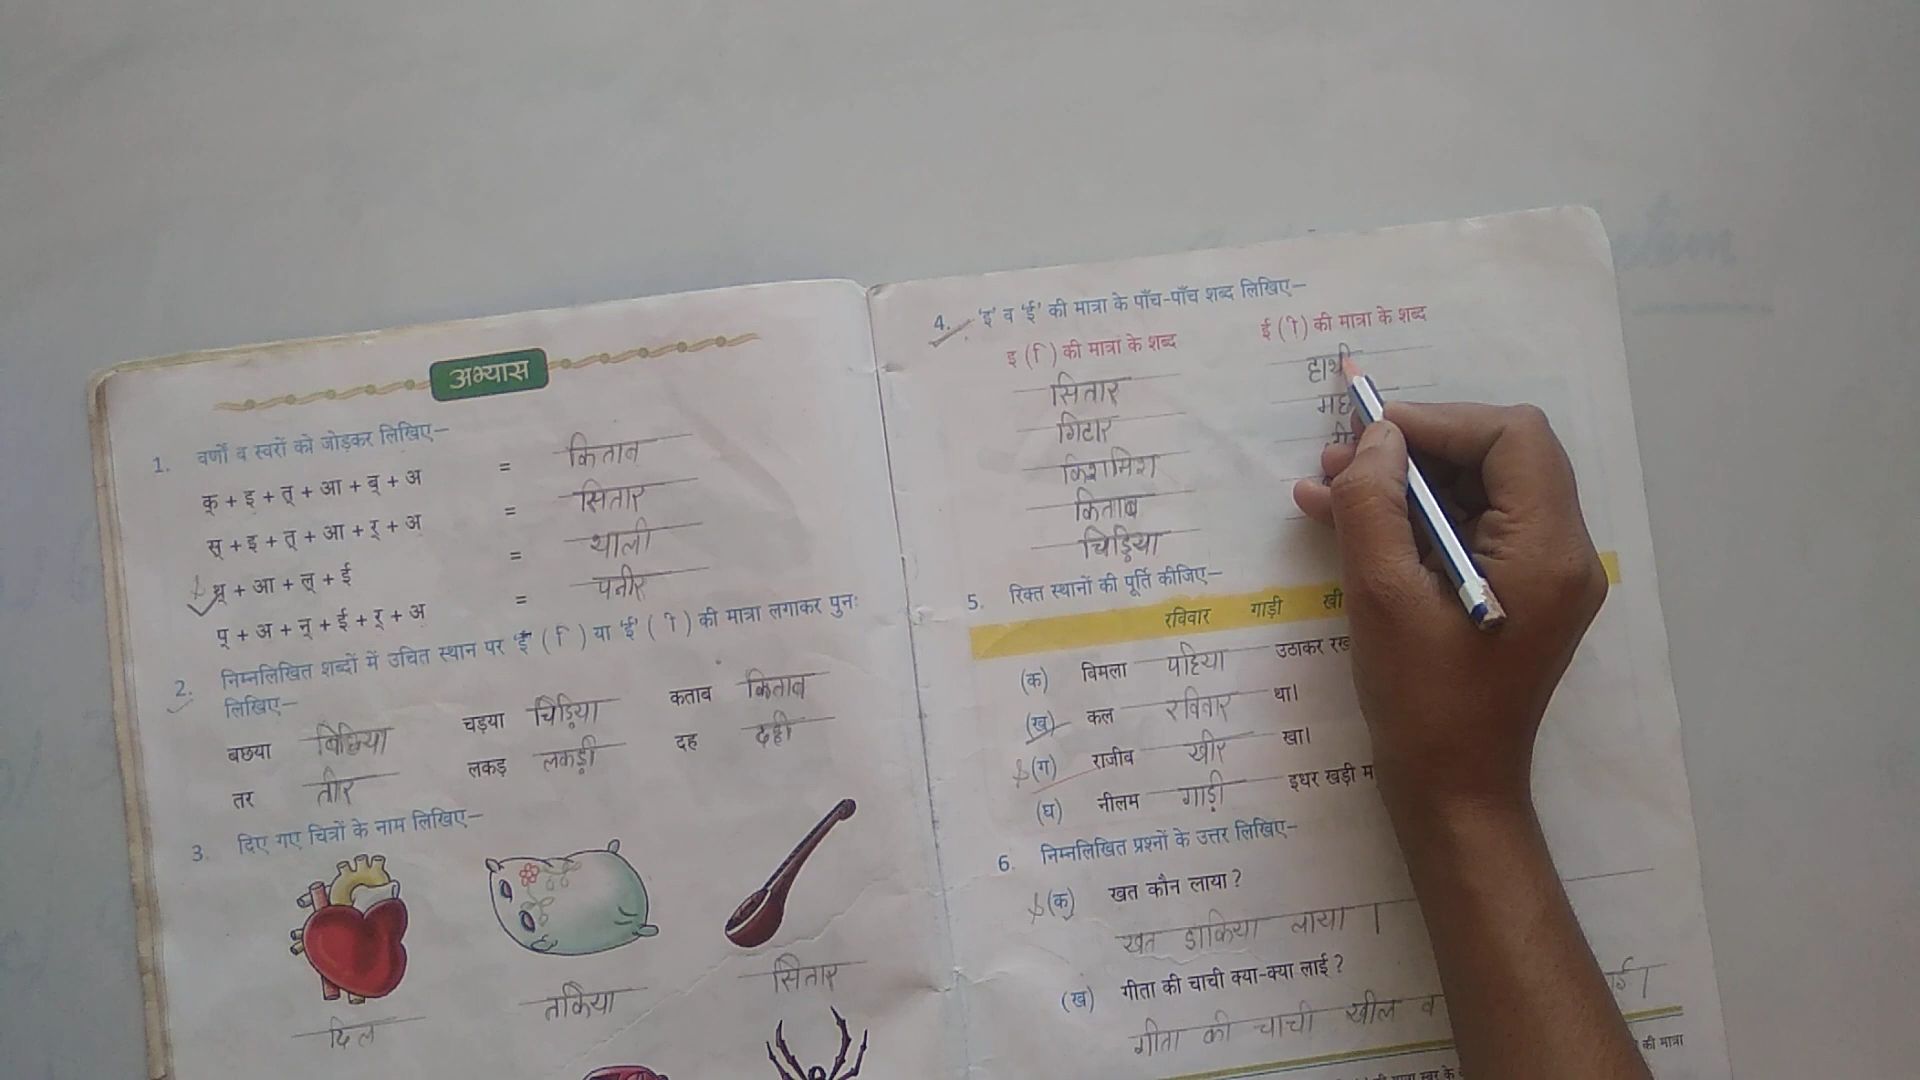 अभ्यास
1. वर्णों व स्वरों को जोड़कर लिखिए–
क् + इ + त् + आ + ब् + अ = किताब
स् + इ + त् + आ + र् + अ = सितार
थ् + आ + ल् + ई = थाली
प् + अ + न् + ई + र् + अ = पनीर
2. निम्नलिखित शब्दों में उचित स्थान पर 'इ' ( ि ) या 'ई' ( ी ) की मात्रा लगाकर पुनः
लिखिए–
बछया बिछिया चड़या चिड़िया कताब किताब
तर तीर लकड़ लकड़ी दह दही
3. दिए गए चित्रों के नाम लिखिए–
दिल तकिया सितार
4. 'इ' व 'ई' की मात्रा के पाँच-पाँच शब्द लिखिए–
इ ( ि ) की मात्रा के शब्द ई ( ी ) की मात्रा के शब्द
सितार हाथी
गिटार
किशमिश
किताब
चिड़िया
5. रिक्त स्थानों की पूर्ति कीजिए–
रविवार गाड़ी
(क) विमला पहिया उठाकर
(ख) कल रविवार था।
(ग) राजीव खीर खा।
(घ) नीलम गाड़ी इधर खड़ी
6. निम्नलिखित प्रश्नों के उत्तर लिखिए–
(क) खत कौन लाया?
खत डाकिया लाया ।
(ख) गीता की चाची क्या-क्या लाई?
गीता की चाची खील व
की मात्रा